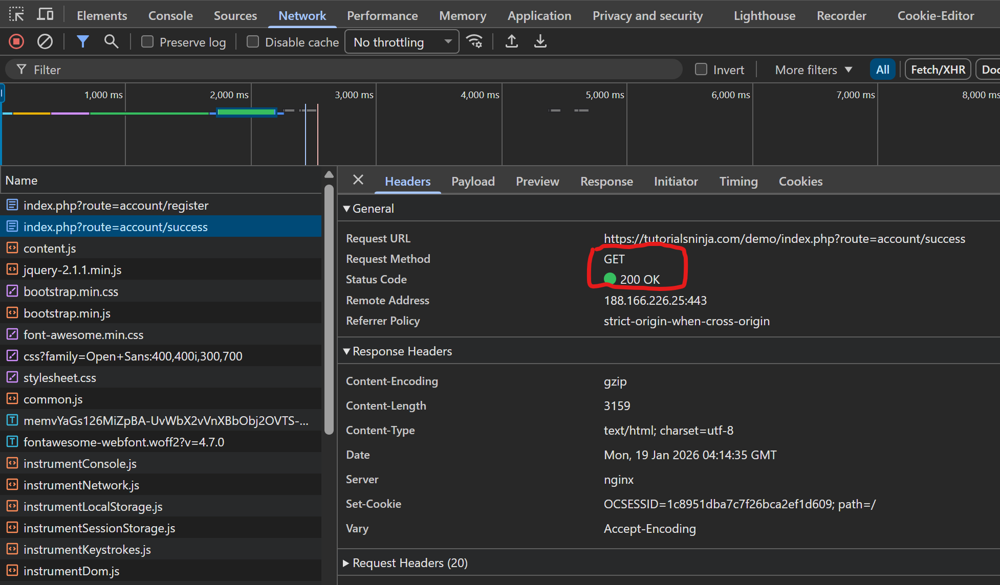 Elements Console Sources Network Performance Memory Application Privacy and security Lighthouse Recorder Cookie-Editor
Preserve log Disable cache No throttling
Filter Invert More filters All Fetch/XHR Doc
1,000 ms 2,000 ms 3,000 ms 4,000 ms 5,000 ms 6,000 ms 7,000 ms 8,000 ms
Name
index.php?route=account/register
index.php?route=account/success
content.js
jquery-2.1.1.min.js
bootstrap.min.css
bootstrap.min.js
font-awesome.min.css
css?family=Open+Sans:400,400i,300,700
stylesheet.css
common.js
memvYaGs126MiZpBA-UvWbX2vVnXBbObj2OVTS-...
fontawesome-webfont.woff2?v=4.7.0
instrumentConsole.js
instrumentNetwork.js
instrumentLocalStorage.js
instrumentSessionStorage.js
instrumentKeystrokes.js
instrumentDom.js
Headers Payload Preview Response Initiator Timing Cookies
General
Request URL https://tutorialsninja.com/demo/index.php?route=account/success
Request Method GET
Status Code 200 OK
Remote Address 188.166.226.25:443
Referrer Policy strict-origin-when-cross-origin
Response Headers
Content-Encoding gzip
Content-Length 3159
Content-Type text/html; charset=utf-8
Date Mon, 19 Jan 2026 04:14:35 GMT
Server nginx
Set-Cookie OCSESSID=1c8951dba7c7f26bca2ef1d609; path=/
Vary Accept-Encoding
Request Headers (20)